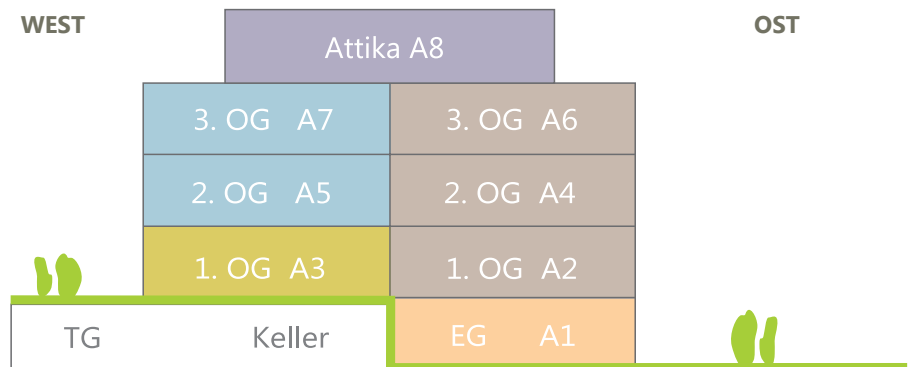 WEST
OST
Attika A8
3. OG A7
3. OG A6
2. OG A5
2. OG A4
1. OG A3
1. OG A2
TG
Keller
EG A1